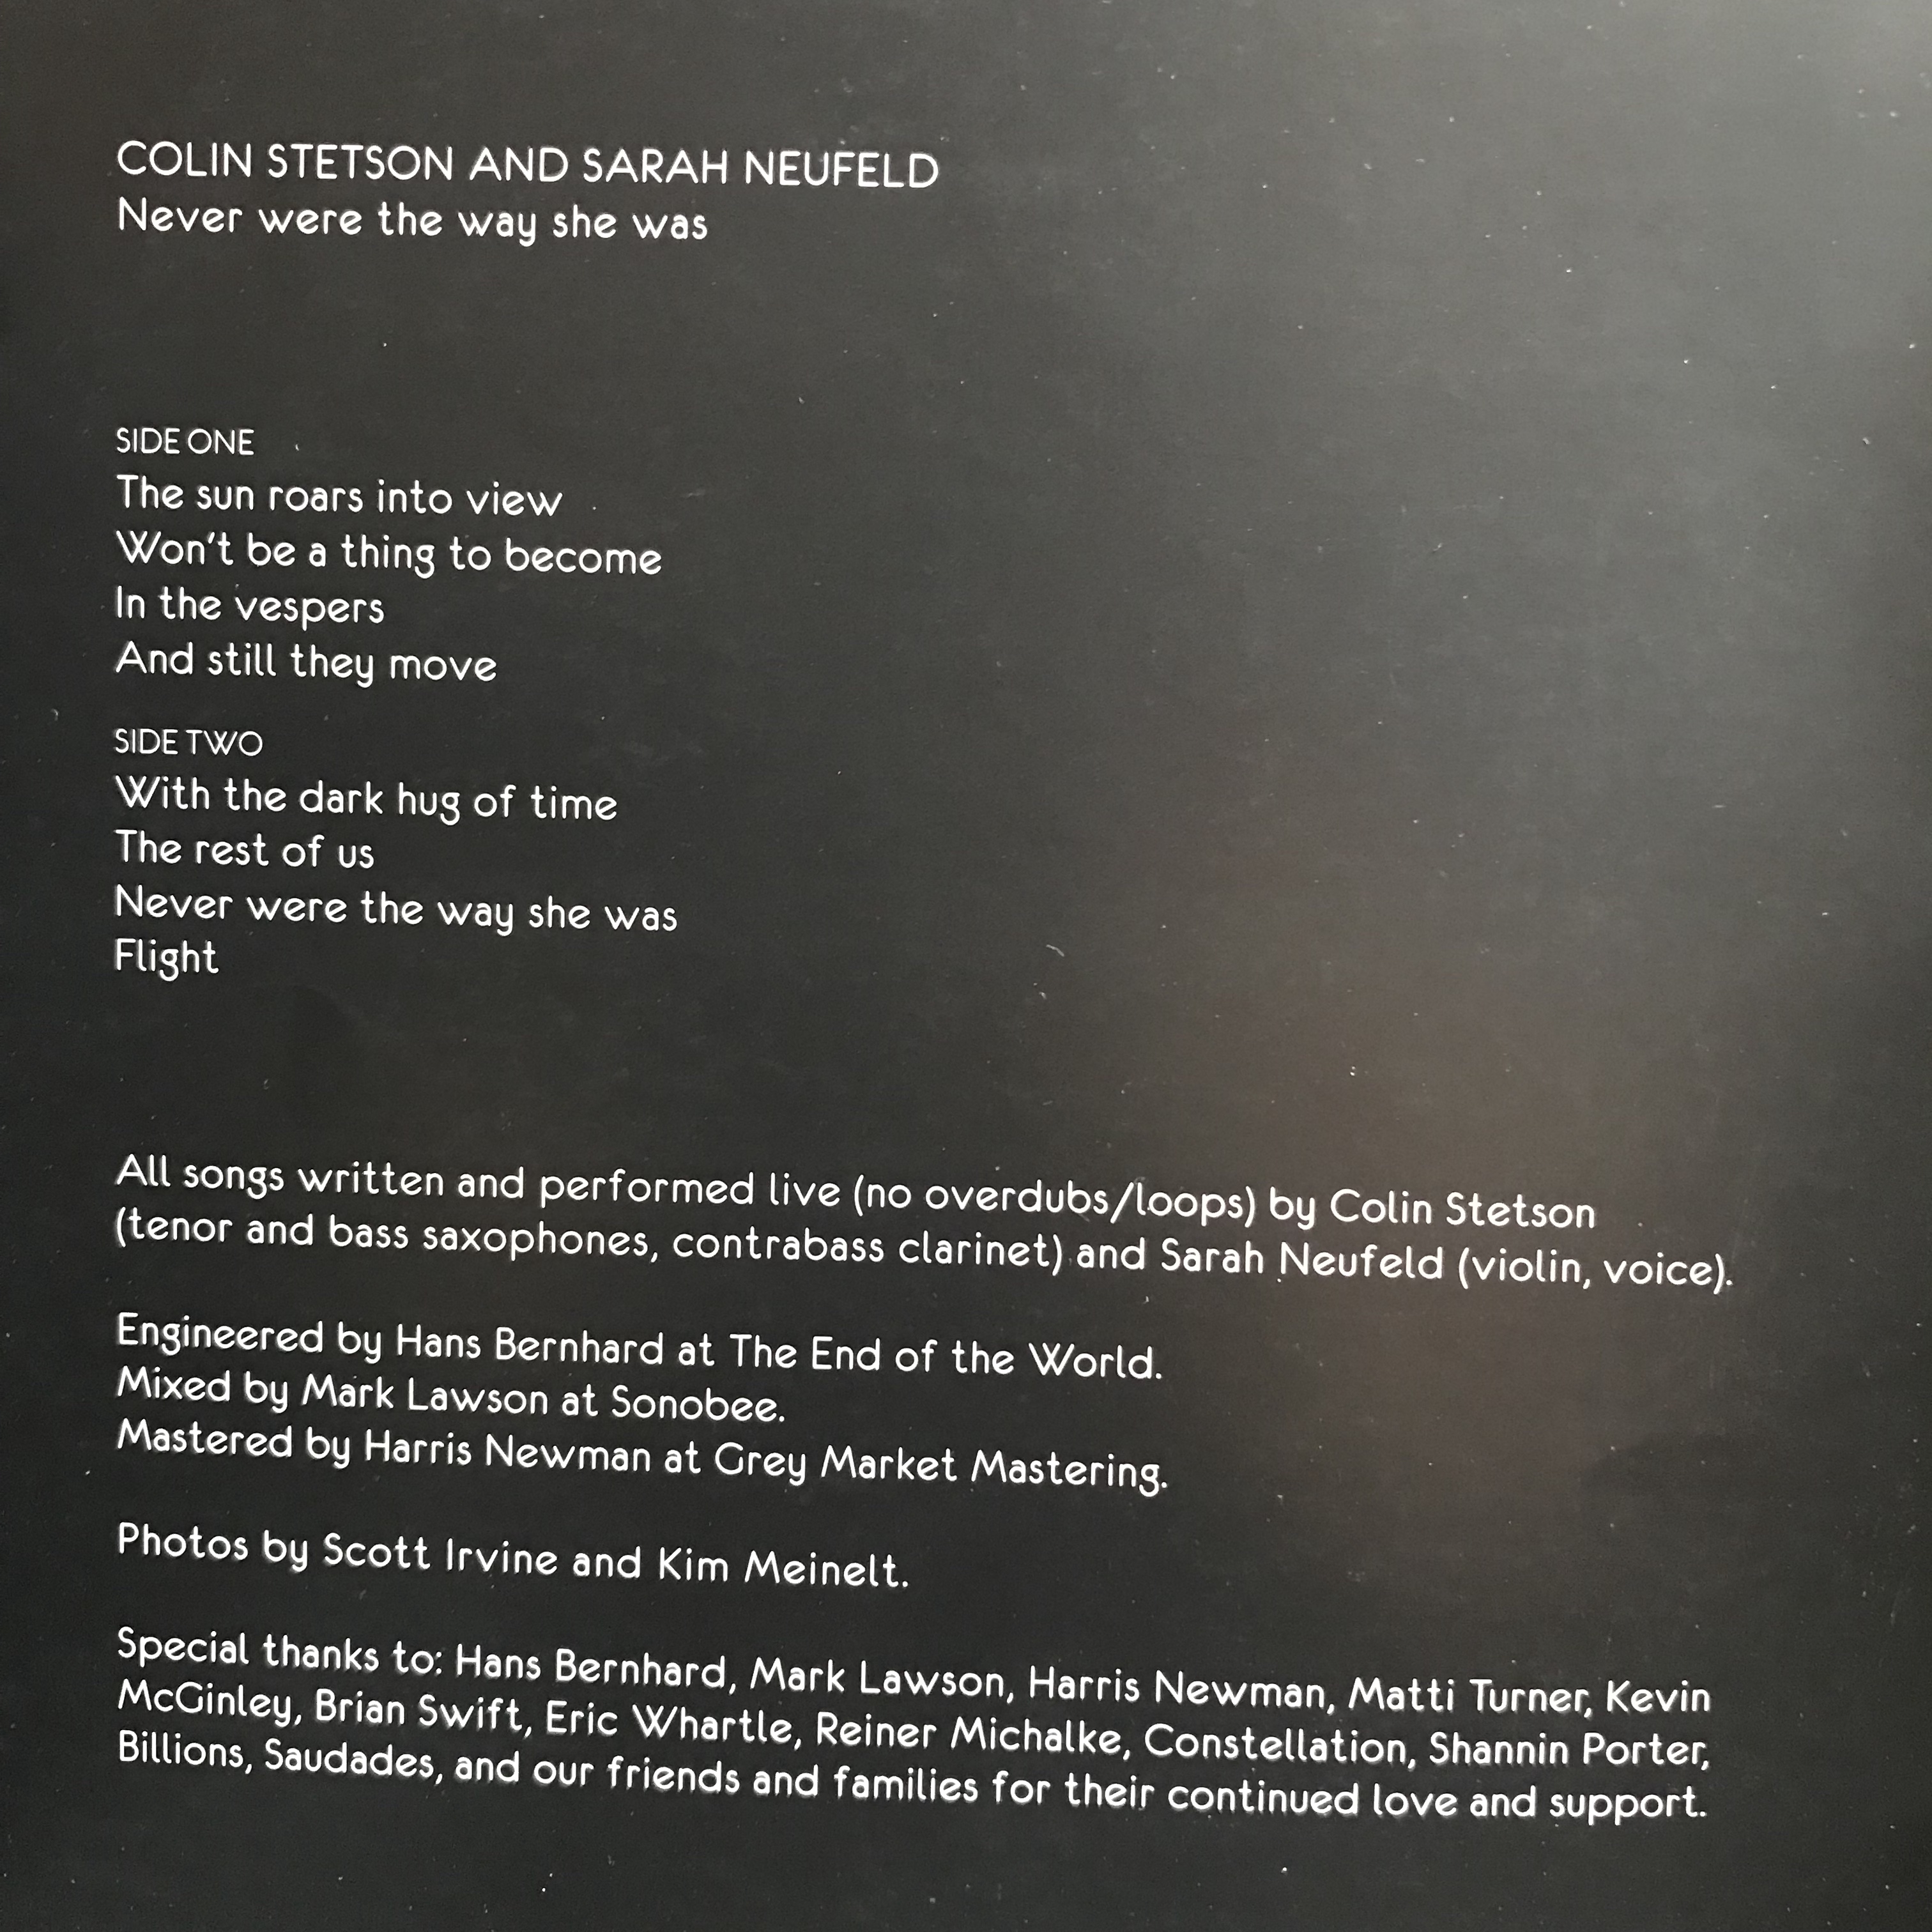 COLIN STETSON AND SARAH NEUFELD
Never were the way she was
SIDE ONE
The sun roars into view
Won't be a thing to become
In the vespers
And still they move
SIDE TWO
With the dark hug of time
The rest of us
Never were the way she was
Flight
All songs written and performed live (no overdubs/loops) by Colin Stetson
(tenor and bass saxophones, contrabass clarinet) and Sarah Neufeld (violin, voice).
Engineered by Hans Bernhard at The End of the World.
Mixed by Mark Lawson at Sonobee.
Mastered by Harris Newman at Grey Market Mastering.
Photos by Scott Irvine and Kim Meinelt.
Special thanks to: Hans Bernhard, Mark Lawson, Harris Newman, Matti Turner, Kevin
McGinley, Brian Swift, Eric Whartle, Reiner Michalke, Constellation, Shannin Porter,
Billions, Saudades, and our friends and families for their continued love and support.